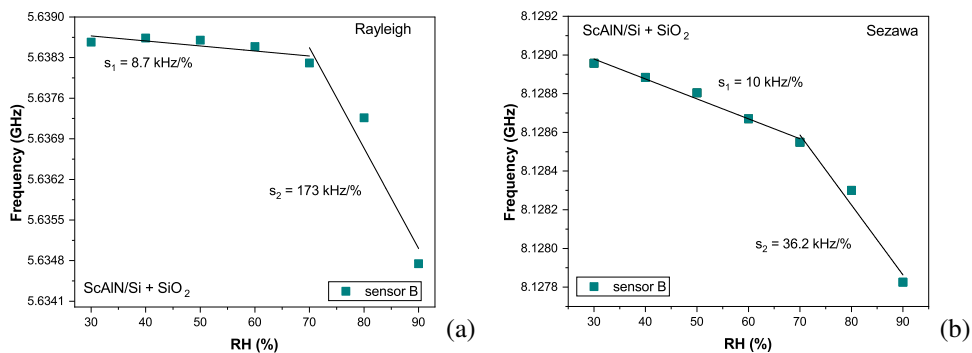 5.6390
5.6383
5.6376
5.6369
5.6362
5.6355
5.6348
5.6341
Frequency (GHz)
Rayleigh
s₁ = 8.7 kHz/%
s₂ = 173 kHz/%
ScAlN/Si + SiO₂
sensor B
30 40 50 60 70 80 90
RH (%)
(a)
8.1292
8.1290
8.1288
8.1286
8.1284
8.1282
8.1280
8.1278
Frequency (GHz)
ScAlN/Si + SiO₂
Sezawa
s₁ = 10 kHz/%
s₂ = 36.2 kHz/%
sensor B
30 40 50 60 70 80 90
RH (%)
(b)